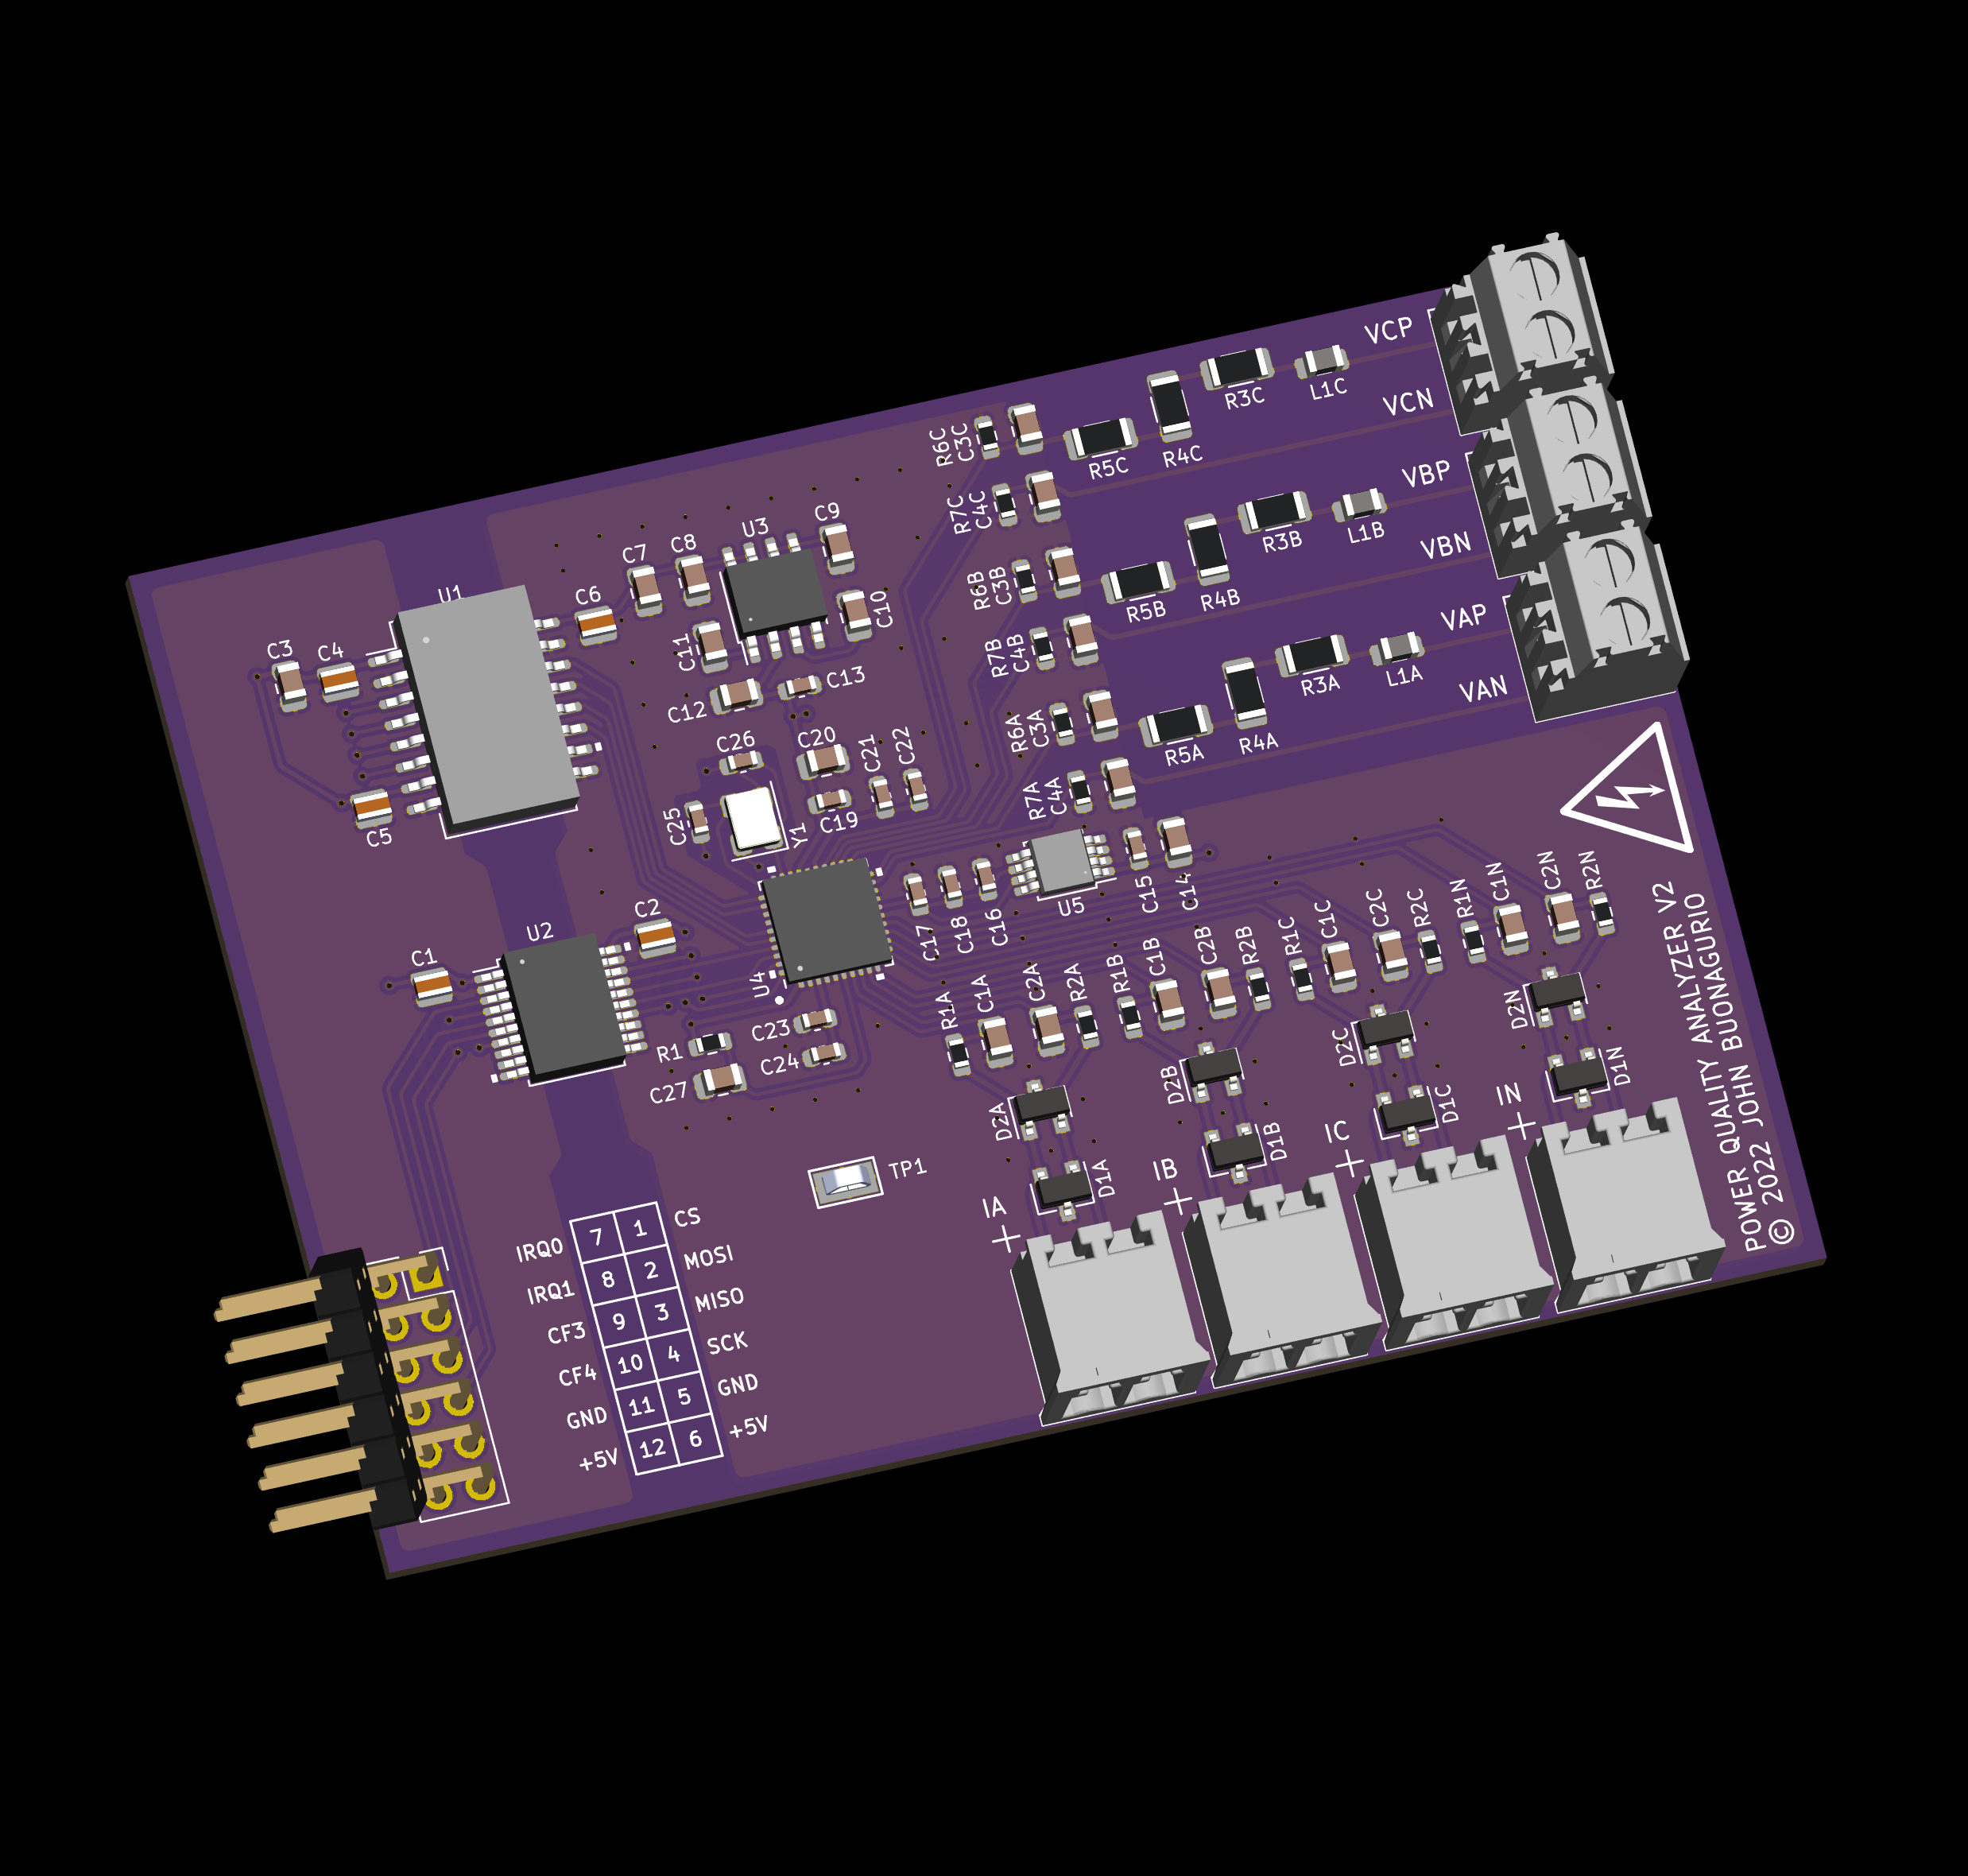 VCP
L1C
R3C
VCN
R4C
R5C
R6C
C3C
VBP
L1B
R3B
R7C
C4C
VBN
R4B
R5B
R6B
C3B
C9
U3
C8
C7
C6
C10
C11
U1
VAP
L1A
R3A
R7B
C4B
VAN
R4A
R5A
R6A
C3A
C3
C4
C13
C12
C26
C20
C21
C22
R7A
C4A
C25
Y1
C19
C5
C15
C14
U5
C17
C18
C16
C2
U2
C1
U4
R1
C23
C24
C27
R1A
C1A
C2A
R2A
R1B
C1B
C2B
R2B
R1C
C1C
C2C
R2C
R1N
C1N
C2N
R2N
D2A
D2B
D2C
D2N
D1A
D1B
D1C
D1N
IA
+
IB
+
IC
+
IN
+
TP1
IRQ0 7 1 CS
IRQ1 8 2 MOSI
CF3 9 3 MISO
CF4 10 4 SCK
GND 11 5 GND
+5V 12 6 +5V
POWER QUALITY ANALYZER V2
© 2022 JOHN BUONAGURIO